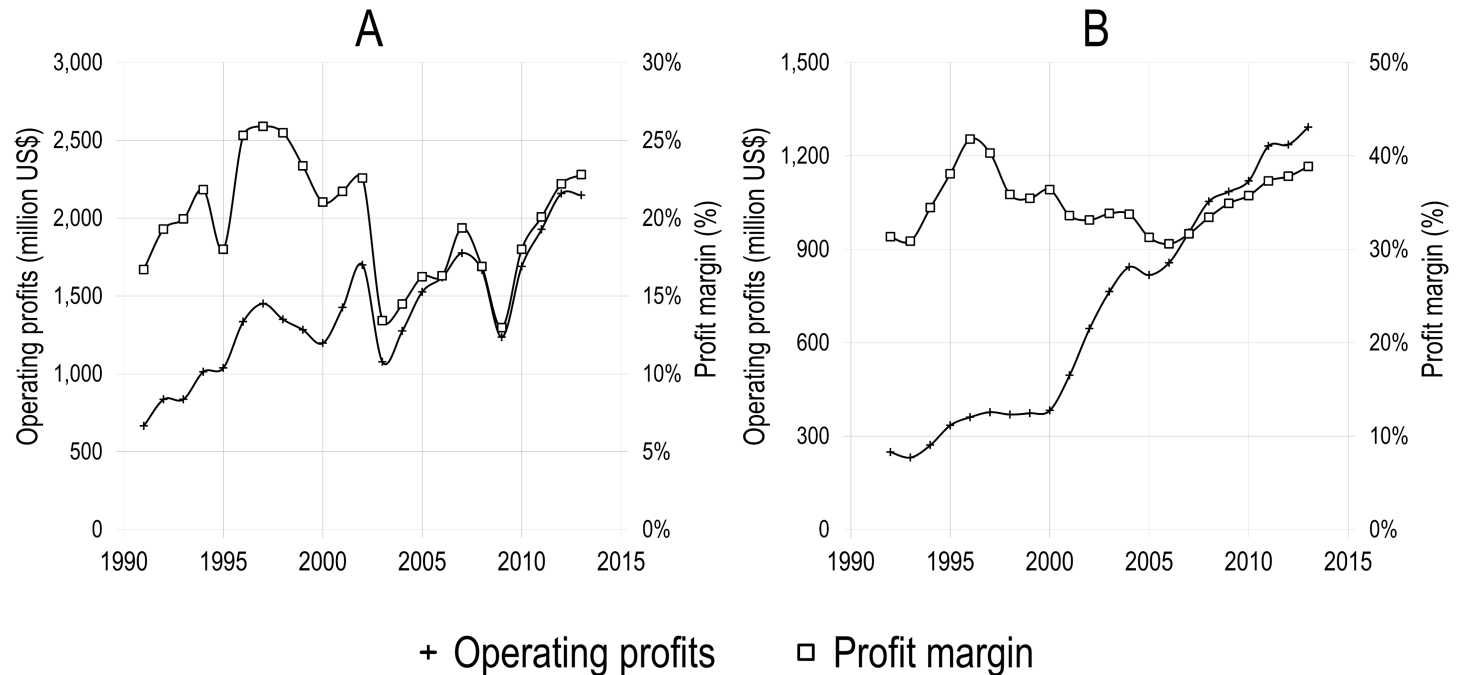 A
Operating profits (million US$)
3,000
2,500
2,000
1,500
1,000
500
0
30%
25%
20%
15%
10%
5%
0%
Profit margin (%)
1990 1995 2000 2005 2010 2015
B
Operating profits (million US$)
1,500
1,200
900
600
300
0
50%
40%
30%
20%
10%
0%
Profit margin (%)
1990 1995 2000 2005 2010 2015
Operating profits
Profit margin